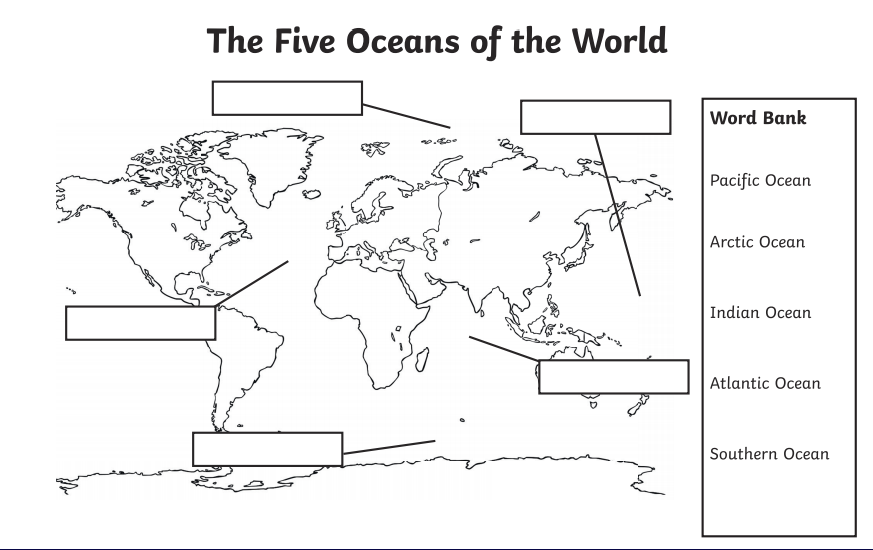 The Five Oceans of the World
Word Bank
Pacific Ocean
Arctic Ocean
Indian Ocean
Atlantic Ocean
Southern Ocean